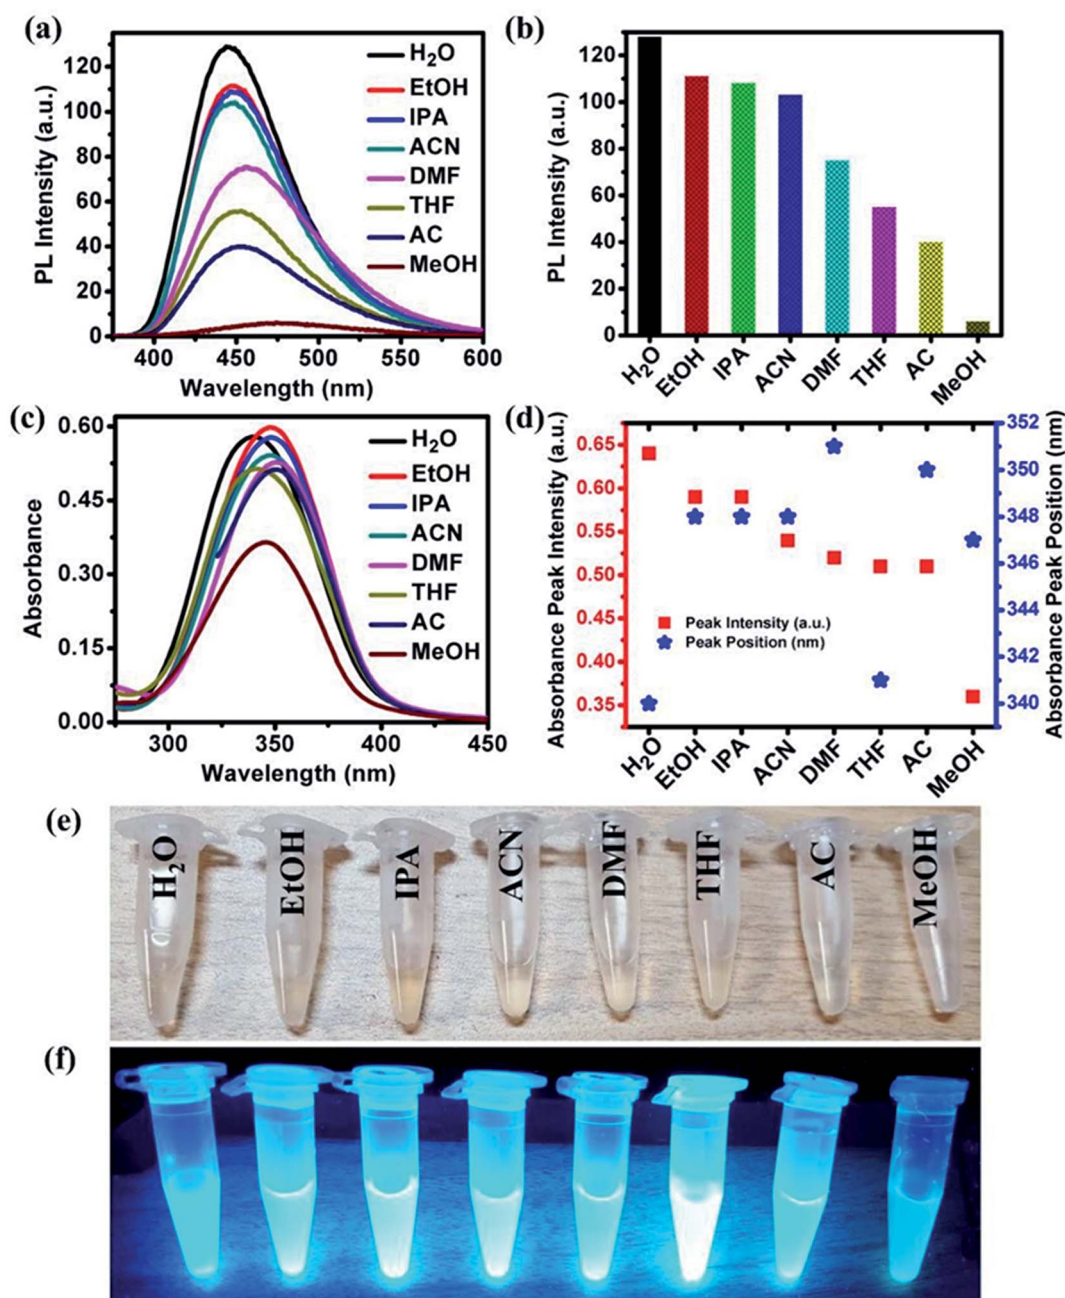 (a)
PL Intensity (a.u.)
120
100
80
60
40
20
0
400
450
500
550
600
Wavelength (nm)
H₂O
EtOH
IPA
ACN
DMF
THF
AC
MeOH
(b)
PL Intensity (a.u.)
120
100
80
60
40
20
0
H₂O
EtOH
IPA
ACN
DMF
THF
AC
MeOH
(c)
Absorbance
0.60
0.45
0.30
0.15
0.00
300
350
400
450
Wavelength (nm)
H₂O
EtOH
IPA
ACN
DMF
THF
AC
MeOH
(d)
Absorbance Peak Intensity (a.u.)
0.65
0.60
0.55
0.50
0.45
0.40
0.35
Peak Intensity (a.u.)
Peak Position (nm)
352
350
348
346
344
342
340
Absorbance Peak Position (nm)
H₂O
EtOH
IPA
ACN
DMF
THF
AC
MeOH
(e)
H₂O
EtOH
IPA
ACN
DMF
THF
AC
MeOH
(f)